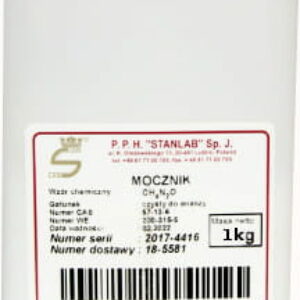 P.P.H. "STANLAB" Sp. J.
MOCZNIK
Wzór chemiczny CH₄N₂O
Gatunek czysty do analizy
Numer CAS 57-13-6
Numer WE 200-315-5
Data ważności 02.2022
Masa netto
1kg
Numer serii 2017-4416
Numer dostawy : 18-5581